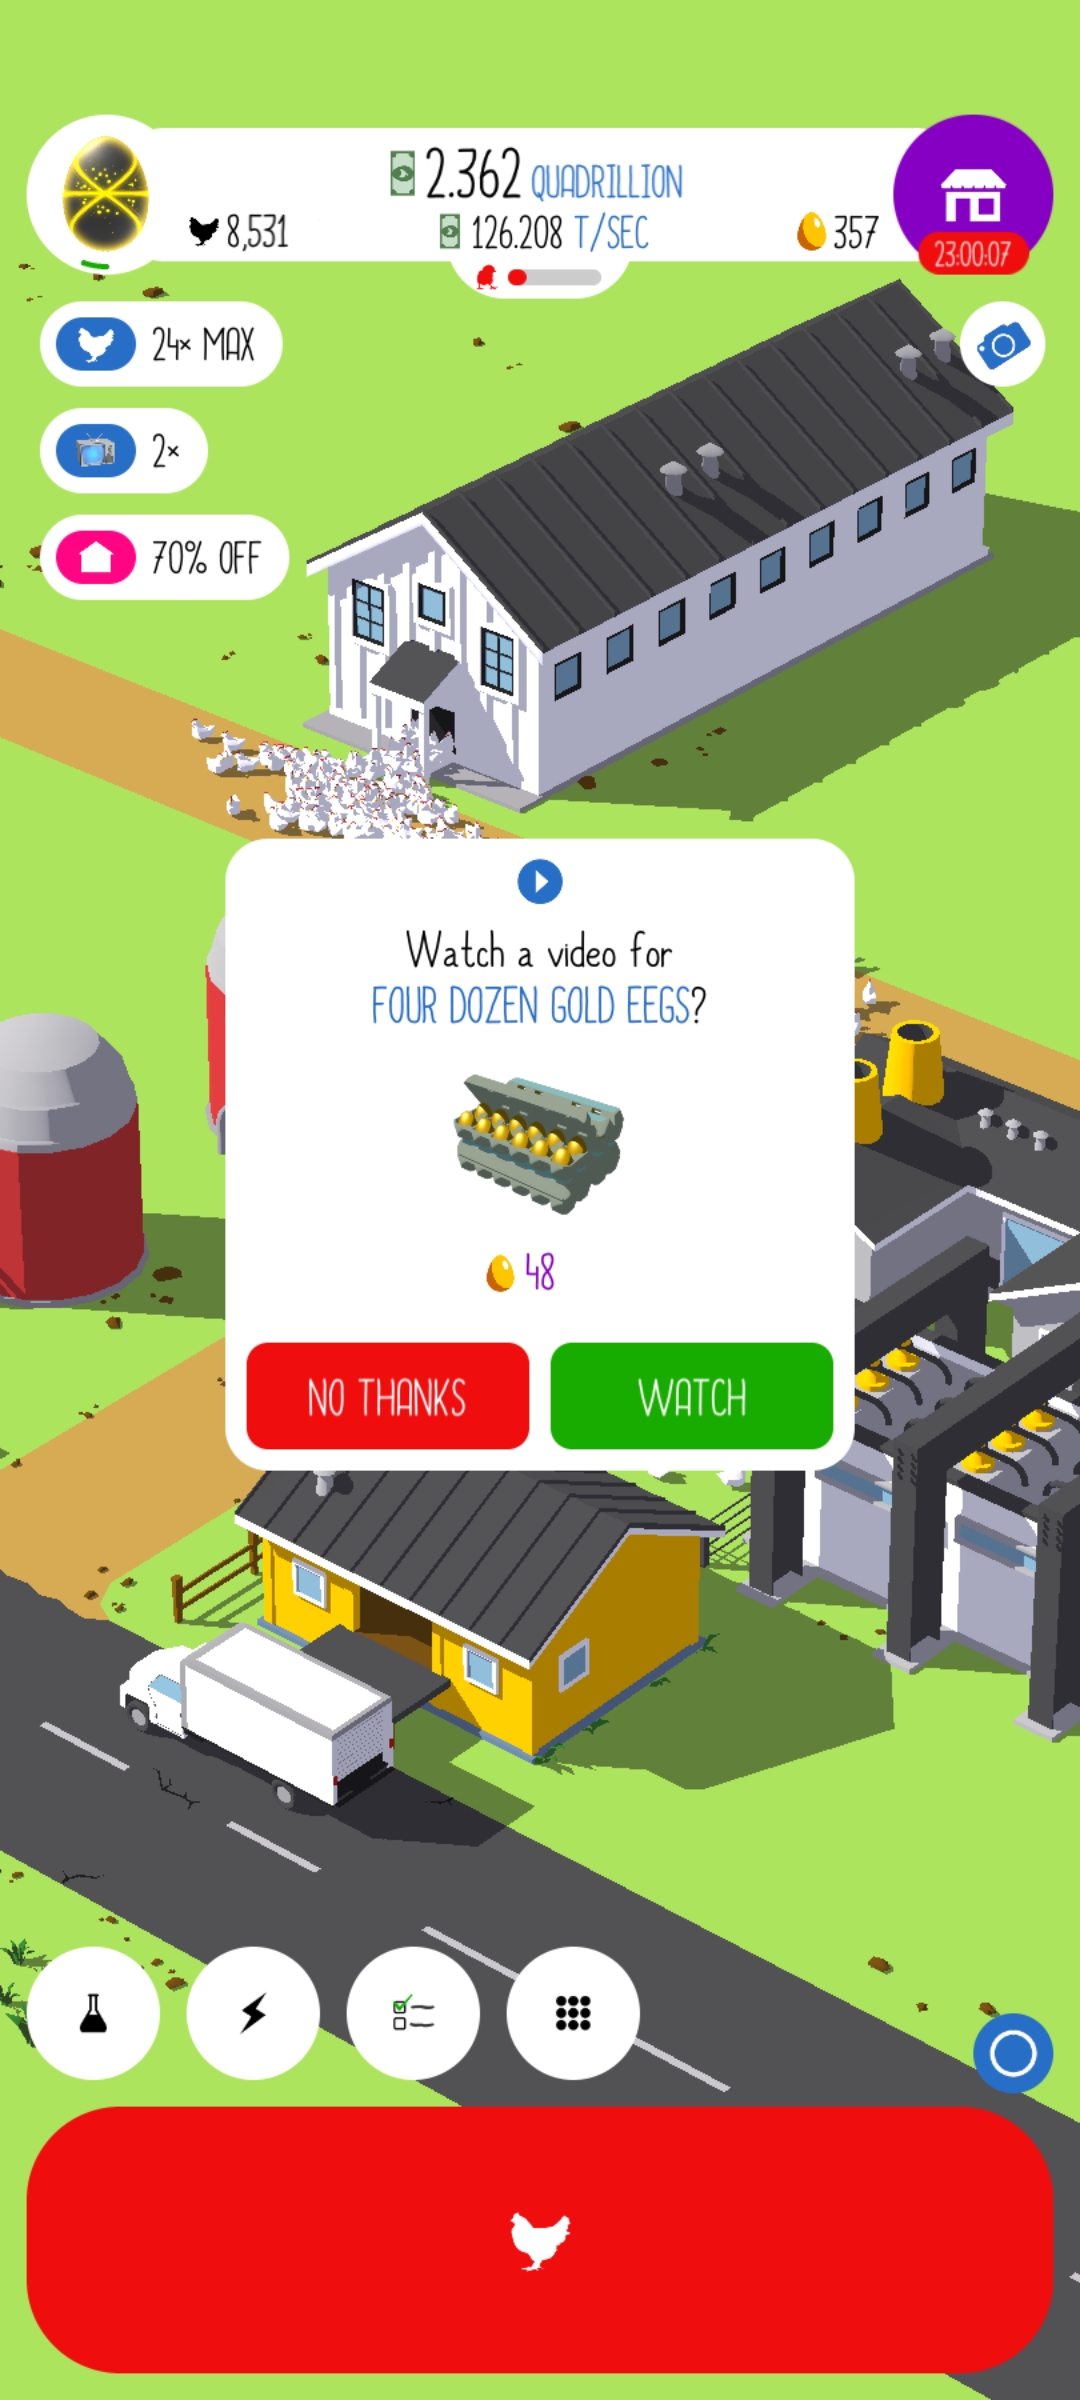 2.362 QUADRILLION
8,531
126.208 T/SEC
357
23:00:07
24× MAX
2×
70% OFF
Watch a video for
FOUR DOZEN GOLD EEGS?
48
NO THANKS
WATCH